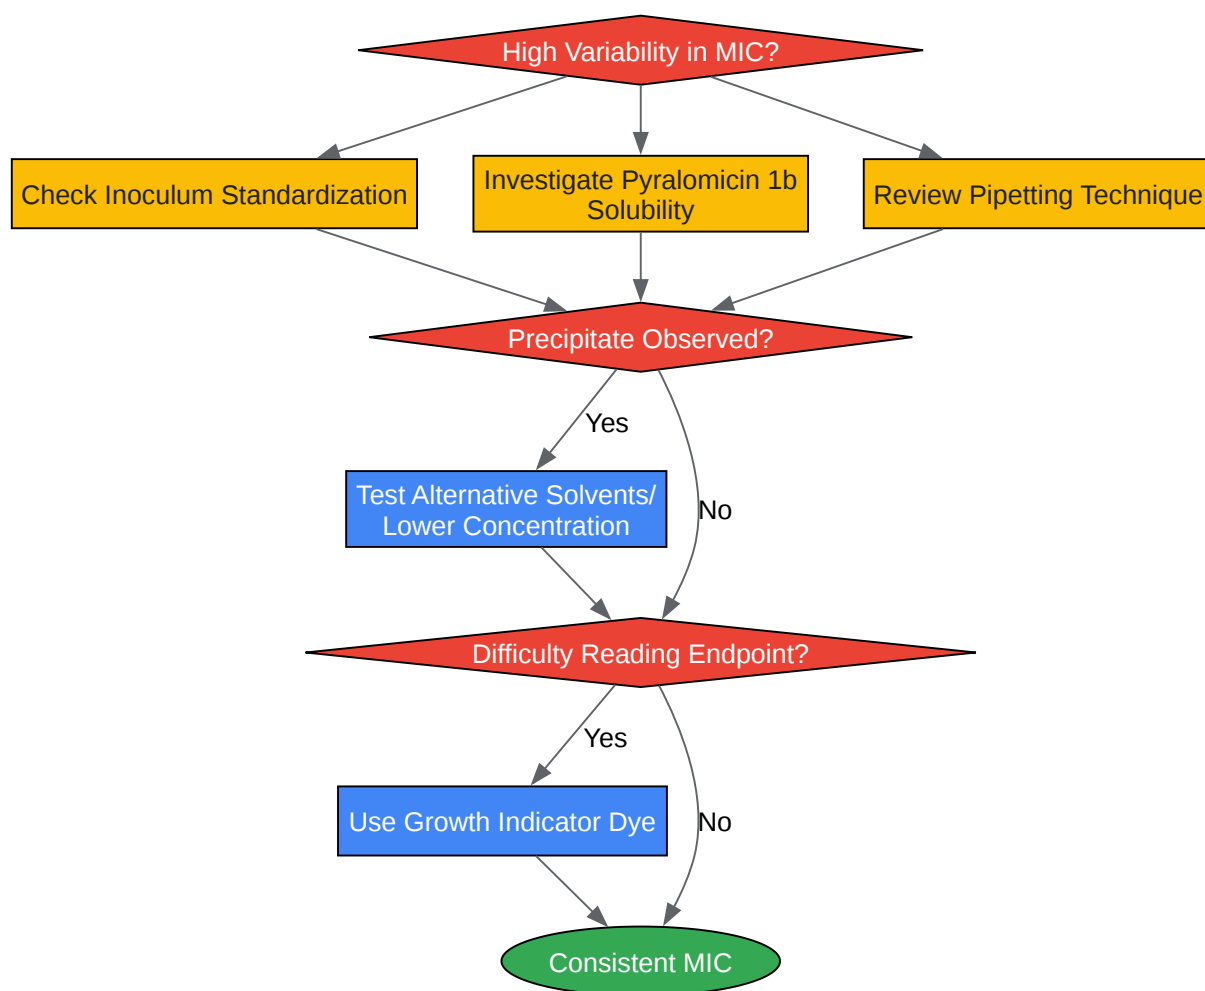 High Variability in MIC?
Check Inoculum Standardization
Investigate Pyralomicin 1b
Solubility
Review Pipetting Technique
Precipitate Observed?
Yes
Test Alternative Solvents/
Lower Concentration
No
Difficulty Reading Endpoint?
Yes
Use Growth Indicator Dye
No
Consistent MIC